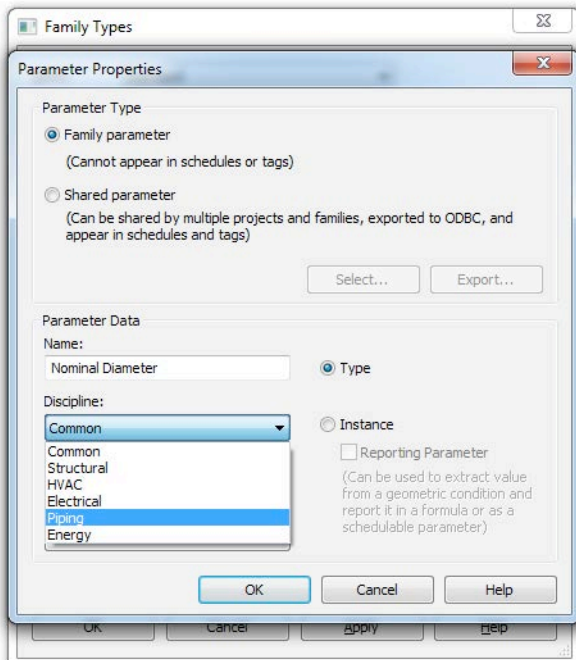 Family Types
Parameter Properties
Parameter Type
Family parameter
(Cannot appear in schedules or tags)
Shared parameter
(Can be shared by multiple projects and families, exported to ODBC, and
appear in schedules and tags)
Select... Export...
Parameter Data
Name:
Nominal Diameter
Type
Discipline:
Common
Instance
Common
Structural
HVAC
Electrical
Piping
Energy
Reporting Parameter
(Can be used to extract value
from a geometric condition and
report it in a formula or as a
schedulable parameter)
OK Cancel Help
OK Cancel Apply Help